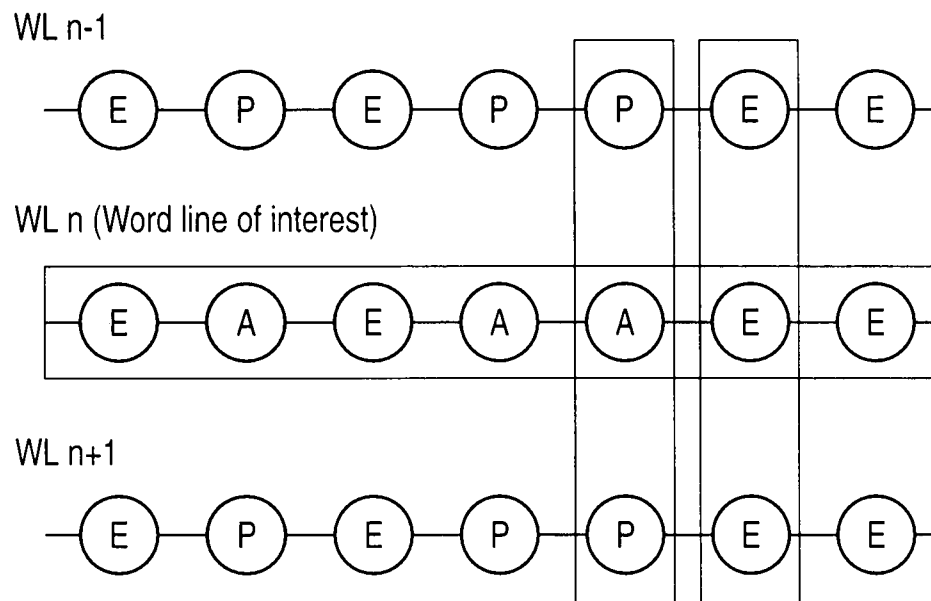 WL n-1
E P E P P E E
WL n (Word line of interest)
E A E A A E E
WL n+1
E P E P P E E